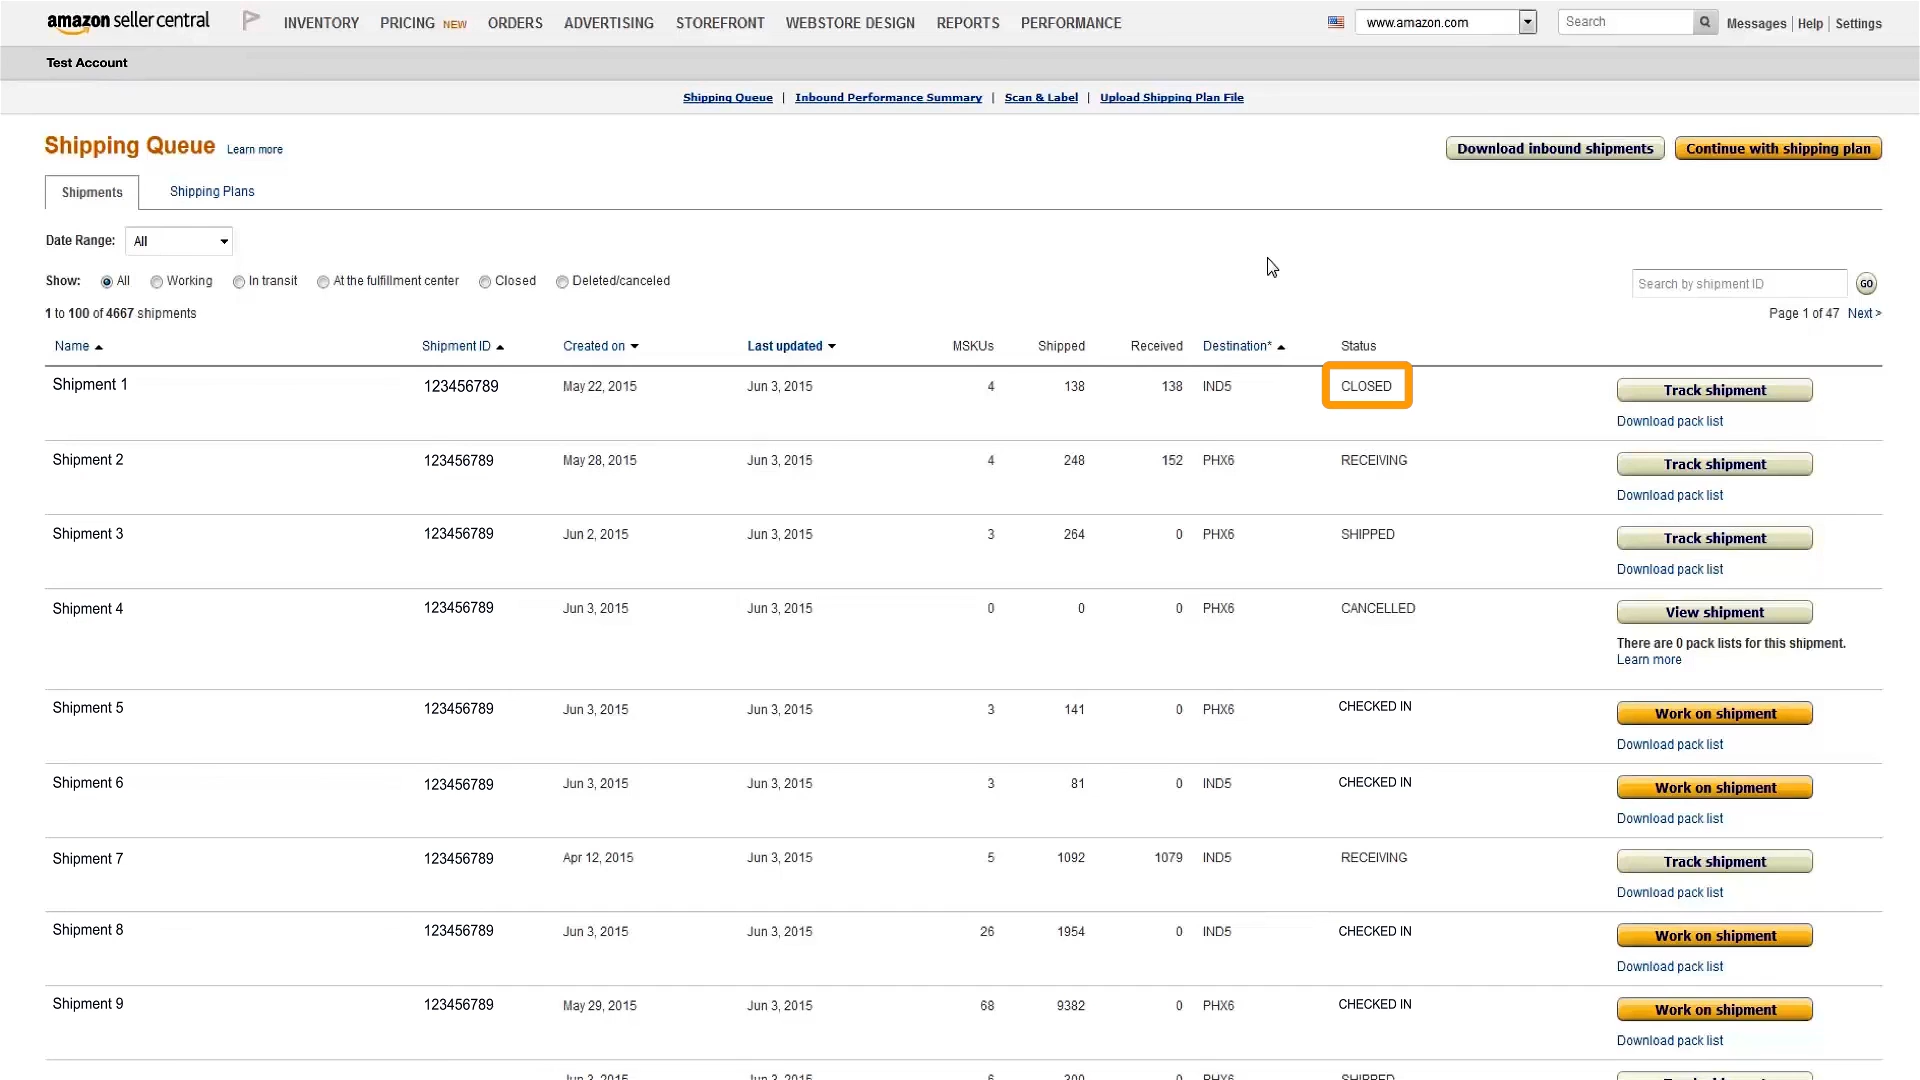 amazon seller central INVENTORY PRICING NEW ORDERS ADVERTISING STOREFRONT WEBSTORE DESIGN REPORTS PERFORMANCE www.amazon.com Search Messages | Help | Settings
Test Account
Shipping Queue | Inbound Performance Summary | Scan & Label | Upload Shipping Plan File
Shipping Queue Learn more Download inbound shipments Continue with shipping plan
Shipments Shipping Plans
Date Range: All
Show: All Working In transit At the fulfillment center Closed Deleted/canceled Search by shipment ID GO
1 to 100 of 4667 shipments Page 1 of 47 Next >
Name Shipment ID Created on Last updated MSKUs Shipped Received Destination* Status
Shipment 1 123456789 May 22, 2015 Jun 3, 2015 4 138 138 IND5 CLOSED Track shipment
Download pack list
Shipment 2 123456789 May 28, 2015 Jun 3, 2015 4 248 152 PHX6 RECEIVING Track shipment
Download pack list
Shipment 3 123456789 Jun 2, 2015 Jun 3, 2015 3 264 0 PHX6 SHIPPED Track shipment
Download pack list
Shipment 4 123456789 Jun 3, 2015 Jun 3, 2015 0 0 0 PHX6 CANCELLED View shipment
There are 0 pack lists for this shipment.
Learn more
Shipment 5 123456789 Jun 3, 2015 Jun 3, 2015 3 141 0 PHX6 CHECKED IN Work on shipment
Download pack list
Shipment 6 123456789 Jun 3, 2015 Jun 3, 2015 3 81 0 IND5 CHECKED IN Work on shipment
Download pack list
Shipment 7 123456789 Apr 12, 2015 Jun 3, 2015 5 1092 1079 IND5 RECEIVING Track shipment
Download pack list
Shipment 8 123456789 Jun 3, 2015 Jun 3, 2015 26 1954 0 IND5 CHECKED IN Work on shipment
Download pack list
Shipment 9 123456789 May 29, 2015 Jun 3, 2015 68 9382 0 PHX6 CHECKED IN Work on shipment
Download pack list
Jun 3, 2015 Jun 3, 2015 6 300 0 PHX6 SHIPPED